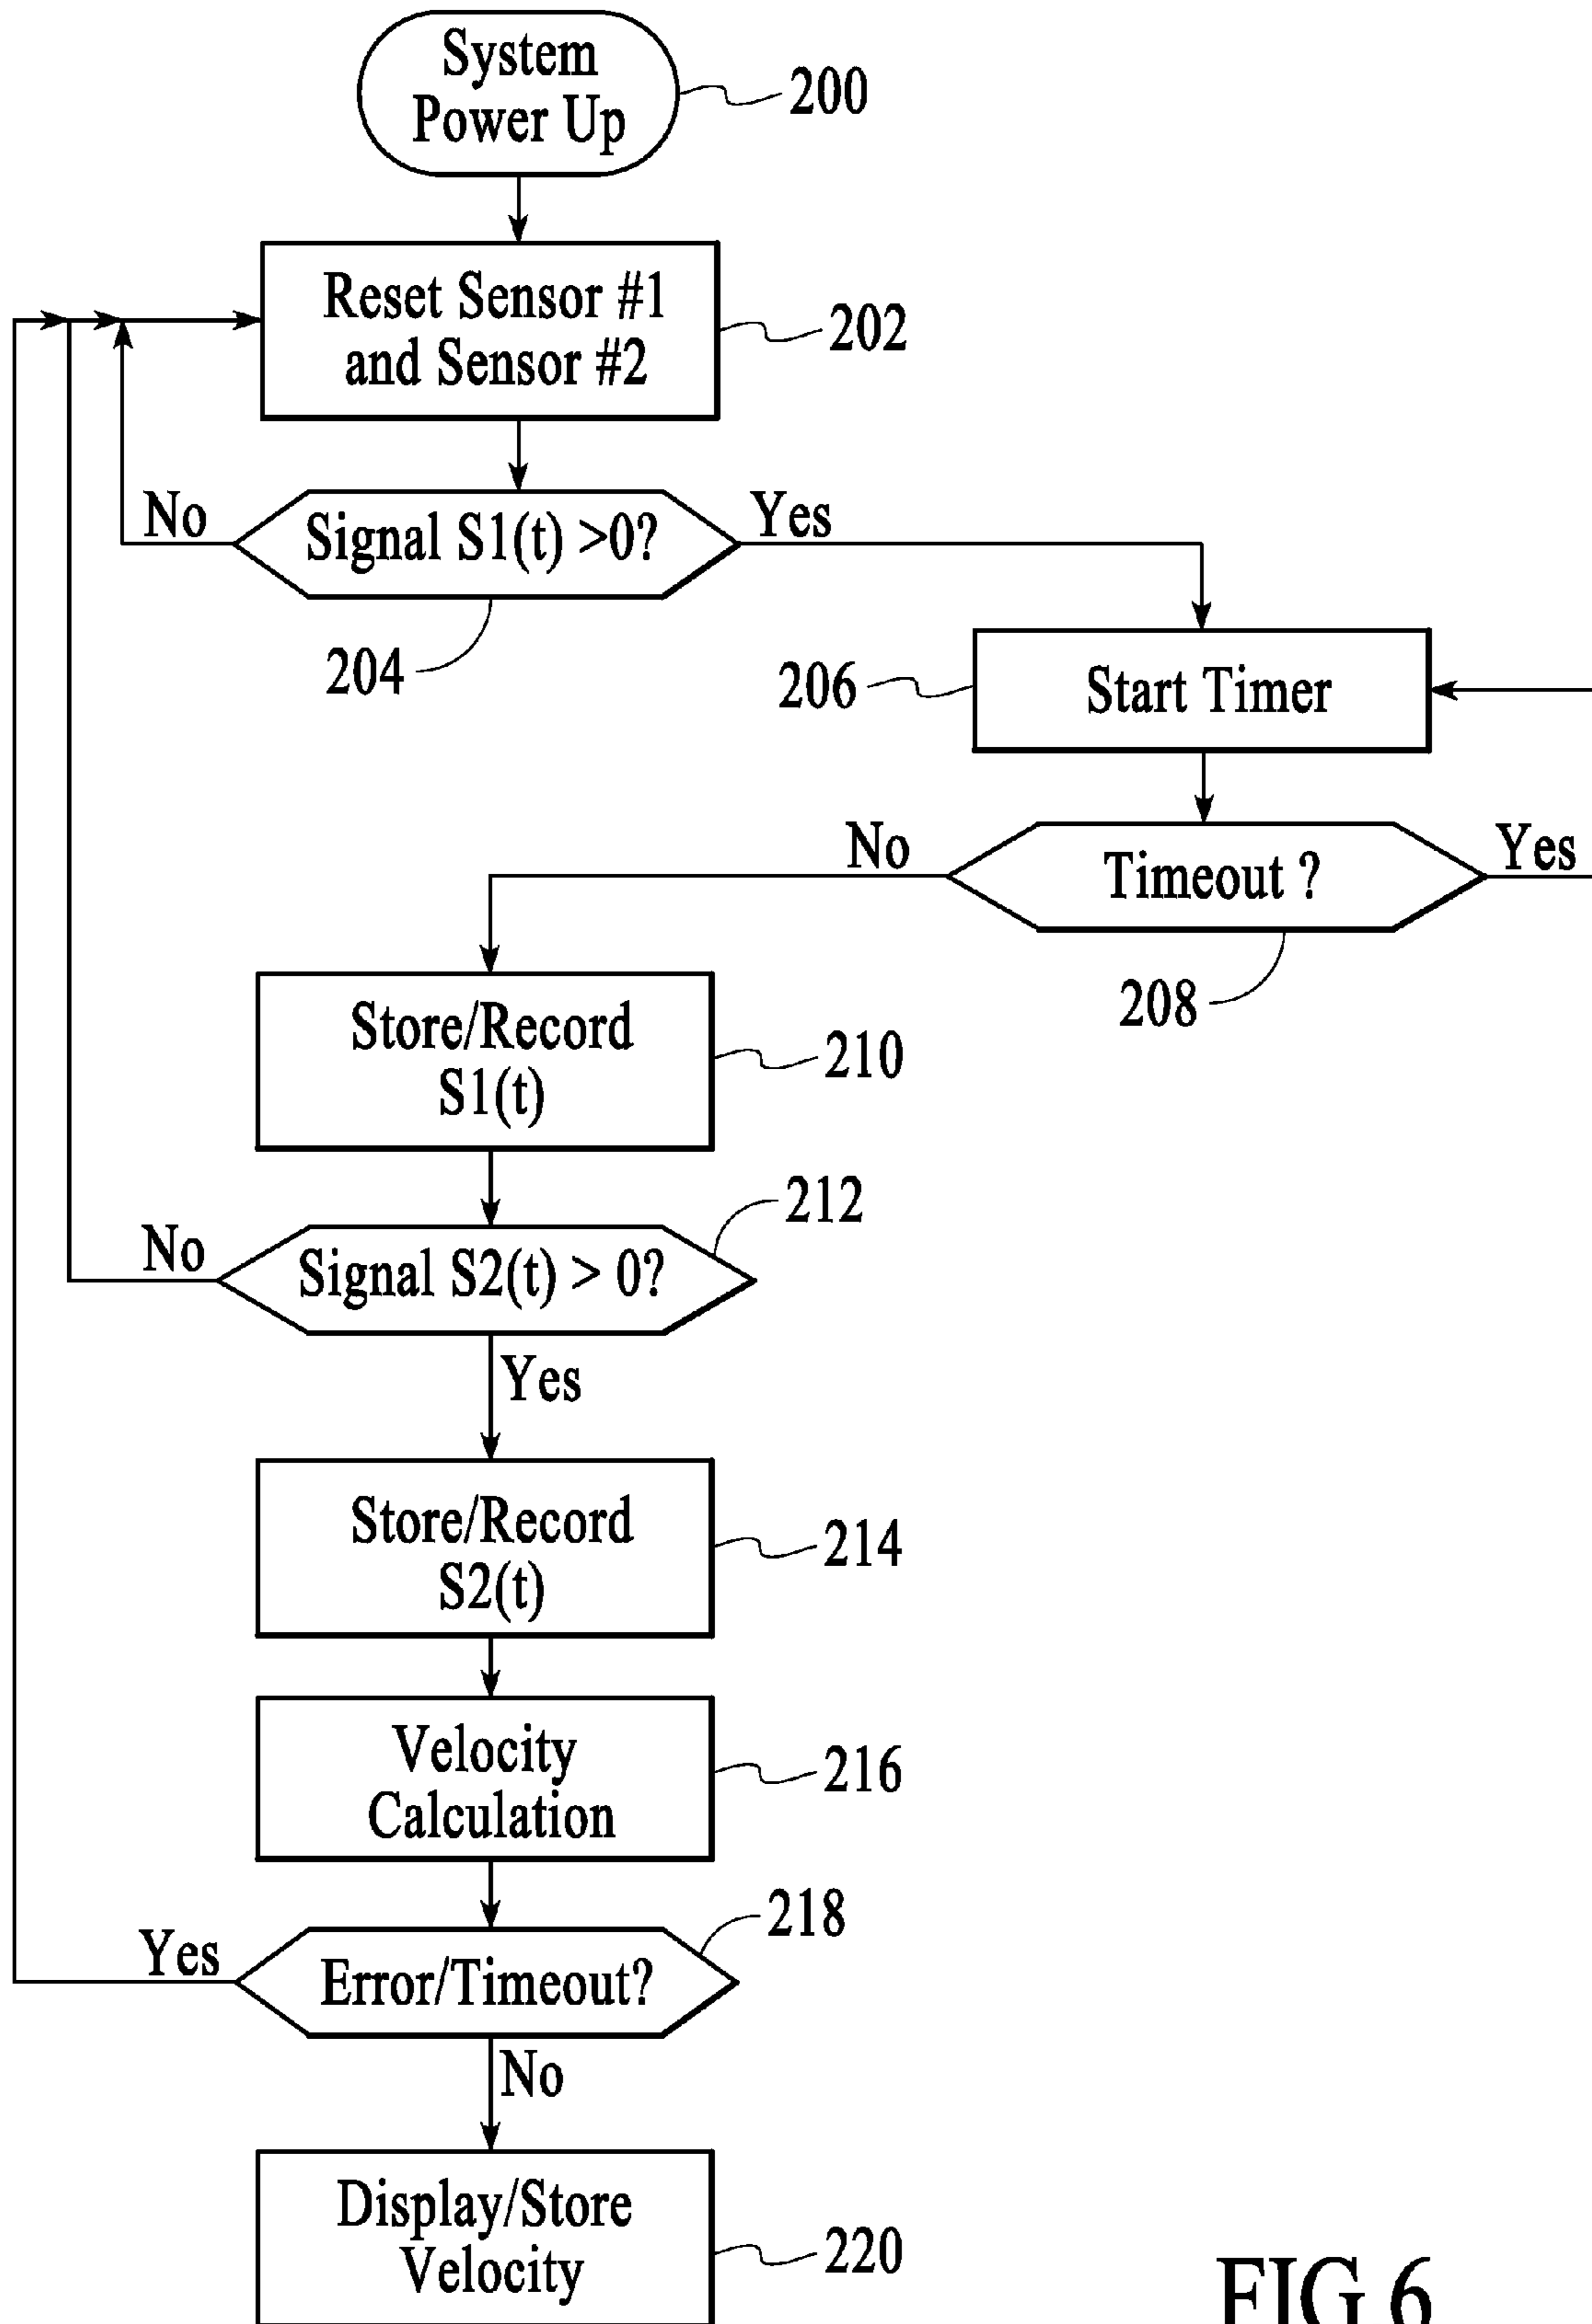 System
Power Up
200
Reset Sensor #1
and Sensor #2
202
No
Signal S1(t) >0?
Yes
204
206
Start Timer
No
Timeout ?
Yes
208
Store/Record
S1(t)
210
212
No
Signal S2(t) > 0?
Yes
Store/Record
S2(t)
214
Velocity
Calculation
216
218
Yes
Error/Timeout?
No
Display/Store
Velocity
220
FIG.6